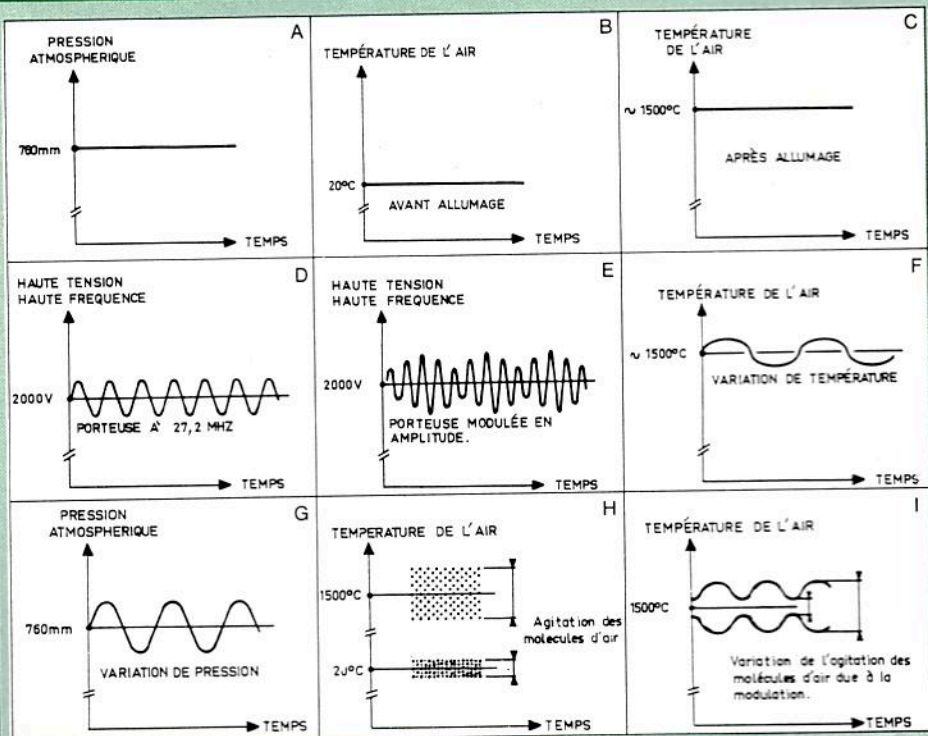 A
PRESSION
ATMOSPHERIQUE
760mm
TEMPS
B
TEMPÉRATURE DE L'AIR
20°C
AVANT ALLUMAGE
TEMPS
C
TEMPÉRATURE
DE L'AIR
~ 1500°C
APRÈS ALLUMAGE
TEMPS
D
HAUTE TENSION
HAUTE FREQUENCE
2000V
PORTEUSE À 27,2 MHZ
TEMPS
E
HAUTE TENSION
HAUTE FREQUENCE
2000V
PORTEUSE MODULÉE EN
AMPLITUDE.
TEMPS
F
TEMPÉRATURE DE L'AIR
~ 1500°C
VARIATION DE TEMPÉRATURE
TEMPS
G
PRESSION
ATMOSPHERIQUE
760mm
VARIATION DE PRESSION
TEMPS
H
TEMPERATURE DE L'AIR
1500°C
Agitation des
molecules d'air
20°C
TEMPS
I
TEMPÉRATURE DE L'AIR
1500°C
Variation de l'agitation des
molécules d'air due à la
modulation.
TEMPS